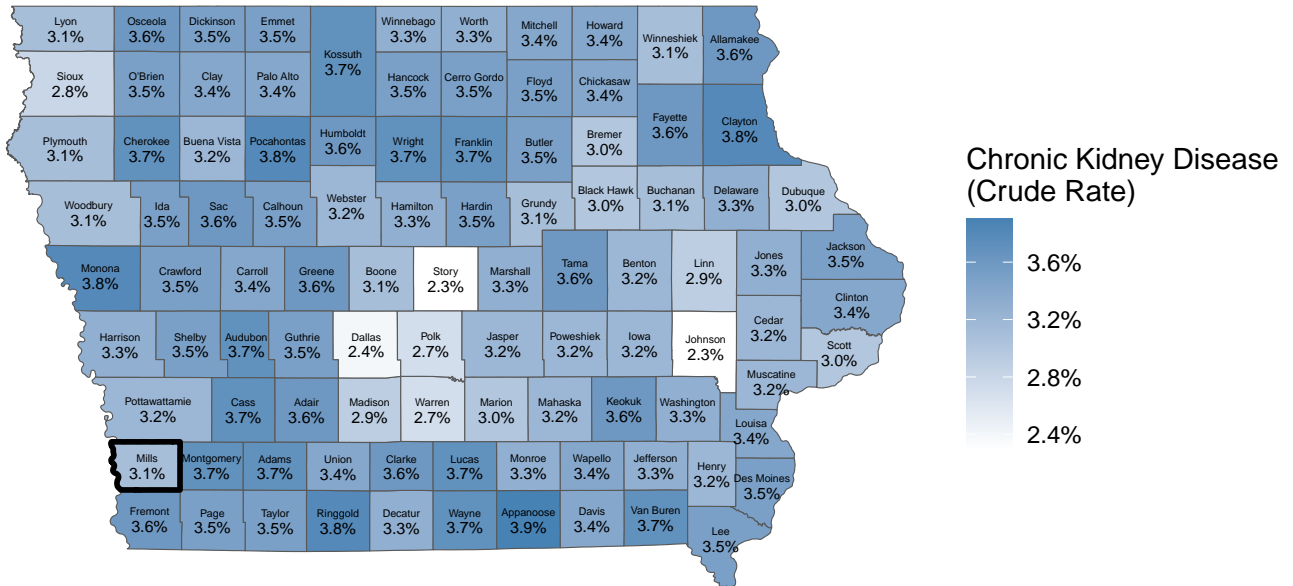 Lyon
3.1%
Osceola
3.6%
Dickinson
3.5%
Emmet
3.5%
Kossuth
3.7%
Winnebago
3.3%
Worth
3.3%
Mitchell
3.4%
Howard
3.4%
Winneshiek
3.1%
Allamakee
3.6%
Sioux
2.8%
O'Brien
3.5%
Clay
3.4%
Palo Alto
3.4%
Hancock
3.5%
Cerro Gordo
3.5%
Floyd
3.5%
Chickasaw
3.4%
Fayette
3.6%
Clayton
3.8%
Plymouth
3.1%
Cherokee
3.7%
Buena Vista
3.2%
Pocahontas
3.8%
Humboldt
3.6%
Wright
3.7%
Franklin
3.7%
Butler
3.5%
Bremer
3.0%
Woodbury
3.1%
Ida
3.5%
Sac
3.6%
Calhoun
3.5%
Webster
3.2%
Hamilton
3.3%
Hardin
3.5%
Grundy
3.1%
Black Hawk
3.0%
Buchanan
3.1%
Delaware
3.3%
Dubuque
3.0%
Monona
3.8%
Crawford
3.5%
Carroll
3.4%
Greene
3.6%
Boone
3.1%
Story
2.3%
Marshall
3.3%
Tama
3.6%
Benton
3.2%
Linn
2.9%
Jones
3.3%
Jackson
3.5%
Clinton
3.4%
Harrison
3.3%
Shelby
3.5%
Audubon
3.7%
Guthrie
3.5%
Dallas
2.4%
Polk
2.7%
Jasper
3.2%
Poweshiek
3.2%
Iowa
3.2%
Johnson
2.3%
Cedar
3.2%
Scott
3.0%
Muscatine
3.2%
Pottawattamie
3.2%
Cass
3.7%
Adair
3.6%
Madison
2.9%
Warren
2.7%
Marion
3.0%
Mahaska
3.2%
Keokuk
3.6%
Washington
3.3%
Louisa
3.4%
Mills
3.1%
Montgomery
3.7%
Adams
3.7%
Union
3.4%
Clarke
3.6%
Lucas
3.7%
Monroe
3.3%
Wapello
3.4%
Jefferson
3.3%
Henry
3.2%
Des Moines
3.5%
Fremont
3.6%
Page
3.5%
Taylor
3.5%
Ringgold
3.8%
Decatur
3.3%
Wayne
3.7%
Appanoose
3.9%
Davis
3.4%
Van Buren
3.7%
Lee
3.5%
Chronic Kidney Disease
(Crude Rate)
3.6%
3.2%
2.8%
2.4%